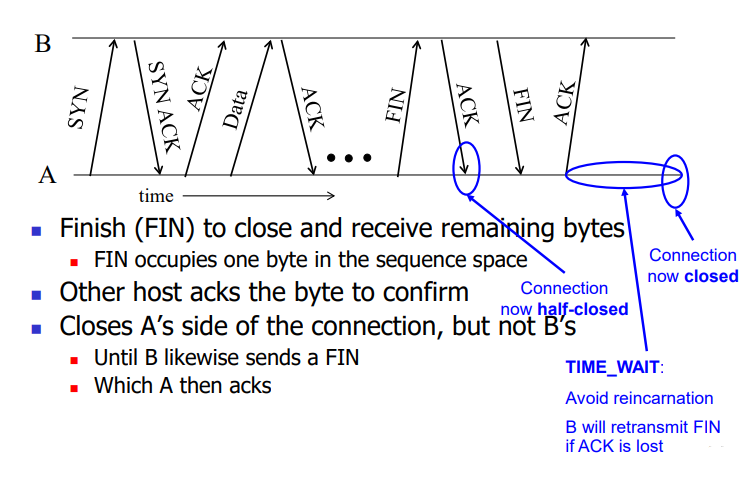 B
SYN
SYN ACK
ACK
Data
ACK
FIN
ACK
FIN
ACK
A
time
Finish (FIN) to close and receive remaining bytes
FIN occupies one byte in the sequence space
Other host acks the byte to confirm
Closes A's side of the connection, but not B's
Until B likewise sends a FIN
Which A then acks
Connection
now half-closed
Connection
now closed
TIME_WAIT:
Avoid reincarnation
B will retransmit FIN
if ACK is lost